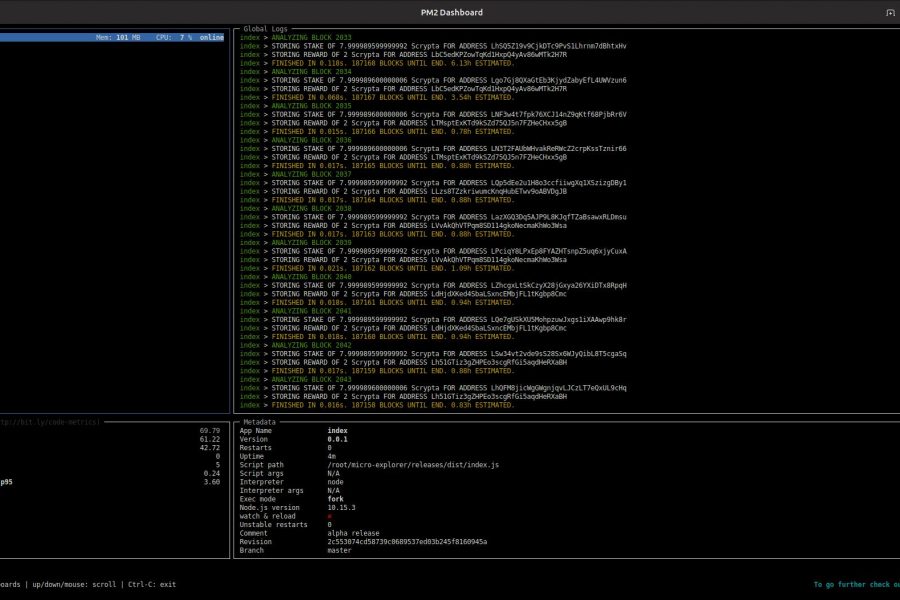 PM2 Dashboard
Mem: 101 MB CPU: 7 % online
Global Logs
index > ANALYZING BLOCK 2033
index > STORING STAKE OF 7.999989599999992 Scrypta FOR ADDRESS LhSQ5Z19v9CjkDTc9PvS1Lhrnm7dBhtxHv
index > STORING REWARD OF 2 Scrypta FOR ADDRESS LbC5edKPZowTqKd1HxpQ4yAv86wMTk2H7R
index > FINISHED IN 0.118s. 187168 BLOCKS UNTIL END. 6.13h ESTIMATED.
index > ANALYZING BLOCK 2034
index > STORING STAKE OF 7.999989600000006 Scrypta FOR ADDRESS Lqo7Gj8QXaGtEb3KjydZabyEfL4UWVzun6
index > STORING REWARD OF 2 Scrypta FOR ADDRESS LbC5edKPZowTqKd1HxpQ4yAv86wMTk2H7R
index > FINISHED IN 0.068s. 187167 BLOCKS UNTIL END. 3.54h ESTIMATED.
index > ANALYZING BLOCK 2035
index > STORING STAKE OF 7.999989599999992 Scrypta FOR ADDRESS LNF3w4t7fpk76XCJ14nZ9qKtf68PjbRr6V
index > STORING REWARD OF 2 Scrypta FOR ADDRESS LTMsptExKTd9kSZd75QJ5n7FZHeCHxx5gB
index > FINISHED IN 0.015s. 187166 BLOCKS UNTIL END. 0.78h ESTIMATED.
index > ANALYZING BLOCK 2036
index > STORING STAKE OF 7.999989599999992 Scrypta FOR ADDRESS LN3T2FAUbWHvakReRWcZ2crpKssTznir66
index > STORING REWARD OF 2 Scrypta FOR ADDRESS LTMsptExKTd9kSZd75QJ5n7FZHeCHxx5gB
index > FINISHED IN 0.017s. 187165 BLOCKS UNTIL END. 0.88h ESTIMATED.
index > ANALYZING BLOCK 2037
index > STORING STAKE OF 7.999989599999992 Scrypta FOR ADDRESS LQp5dEe2u1H8o3ccfiiwgXq1XSzizgDBy1
index > STORING REWARD OF 2 Scrypta FOR ADDRESS LLzs8TZzkriwumcKnqHubETwv9oABVDgJB
index > FINISHED IN 0.017s. 187164 BLOCKS UNTIL END. 0.88h ESTIMATED.
index > ANALYZING BLOCK 2038
index > STORING STAKE OF 7.999989599999992 Scrypta FOR ADDRESS LazXGQ3Dq5AJP9L8KJqfTZaBsawxRLDmsu
index > STORING REWARD OF 2 Scrypta FOR ADDRESS LVvAkQhVTPqm8SD114gkoNecmaKhWo3Wsa
index > FINISHED IN 0.017s. 187163 BLOCKS UNTIL END. 0.88h ESTIMATED.
index > ANALYZING BLOCK 2039
index > STORING STAKE OF 7.999989599999992 Scrypta FOR ADDRESS LPciqY8LPxEp8FYAZHTsnpZ5uq6xjyCuxA
index > STORING REWARD OF 2 Scrypta FOR ADDRESS LVvAkQhVTPqm8SD114gkoNecmaKhWo3Wsa
index > FINISHED IN 0.021s. 187162 BLOCKS UNTIL END. 1.09h ESTIMATED.
index > ANALYZING BLOCK 2040
index > STORING STAKE OF 7.999989599999992 Scrypta FOR ADDRESS LZhcgxLtSkCzyX28jGxya26YXiDTx8RpqH
index > STORING REWARD OF 2 Scrypta FOR ADDRESS LdHjdXKed4SbaLSxncEMbjFL1tKgbp8Cmc
index > FINISHED IN 0.018s. 187161 BLOCKS UNTIL END. 0.94h ESTIMATED.
index > ANALYZING BLOCK 2041
index > STORING STAKE OF 7.999989599999992 Scrypta FOR ADDRESS LQe7gUSkXU5MohpzuwJxgs1iXAAwp9hk8r
index > STORING REWARD OF 2 Scrypta FOR ADDRESS LdHjdXKed4SbaLSxncEMbjFL1tKgbp8Cmc
index > FINISHED IN 0.018s. 187160 BLOCKS UNTIL END. 0.94h ESTIMATED.
index > ANALYZING BLOCK 2042
index > STORING STAKE OF 7.999989599999992 Scrypta FOR ADDRESS LSw34vt2vde9sS28Sx6WJyQibL8T5cgaSq
index > STORING REWARD OF 2 Scrypta FOR ADDRESS Lh51GTiz3gZHPEo3scgRfGi5aqdHeRXaBH
index > FINISHED IN 0.017s. 187159 BLOCKS UNTIL END. 0.88h ESTIMATED.
index > ANALYZING BLOCK 2043
index > STORING STAKE OF 7.999989600000006 Scrypta FOR ADDRESS LhQFM8jicWgGWgnjqvLJCzLT7eQxUL9cHq
index > STORING REWARD OF 2 Scrypta FOR ADDRESS Lh51GTiz3gZHPEo3scgRfGi5aqdHeRXaBH
index > FINISHED IN 0.016s. 187158 BLOCKS UNTIL END. 0.83h ESTIMATED.
tp://bit.ly/code-metrics)
69.79
61.22
42.72
0
5
0.24
p95 3.60
Metadata
App Name index
Version 0.0.1
Restarts 0
Uptime 4m
Script path /root/micro-explorer/releases/dist/index.js
Script args N/A
Interpreter node
Interpreter args N/A
Exec mode fork
Node.js version 10.15.3
watch & reload
Unstable restarts 0
Comment alpha release
Revision 2c553074cd58739c0689537ed03b245f8160945a
Branch master
oards | up/down/mouse: scroll | Ctrl-C: exit
To go further check ou